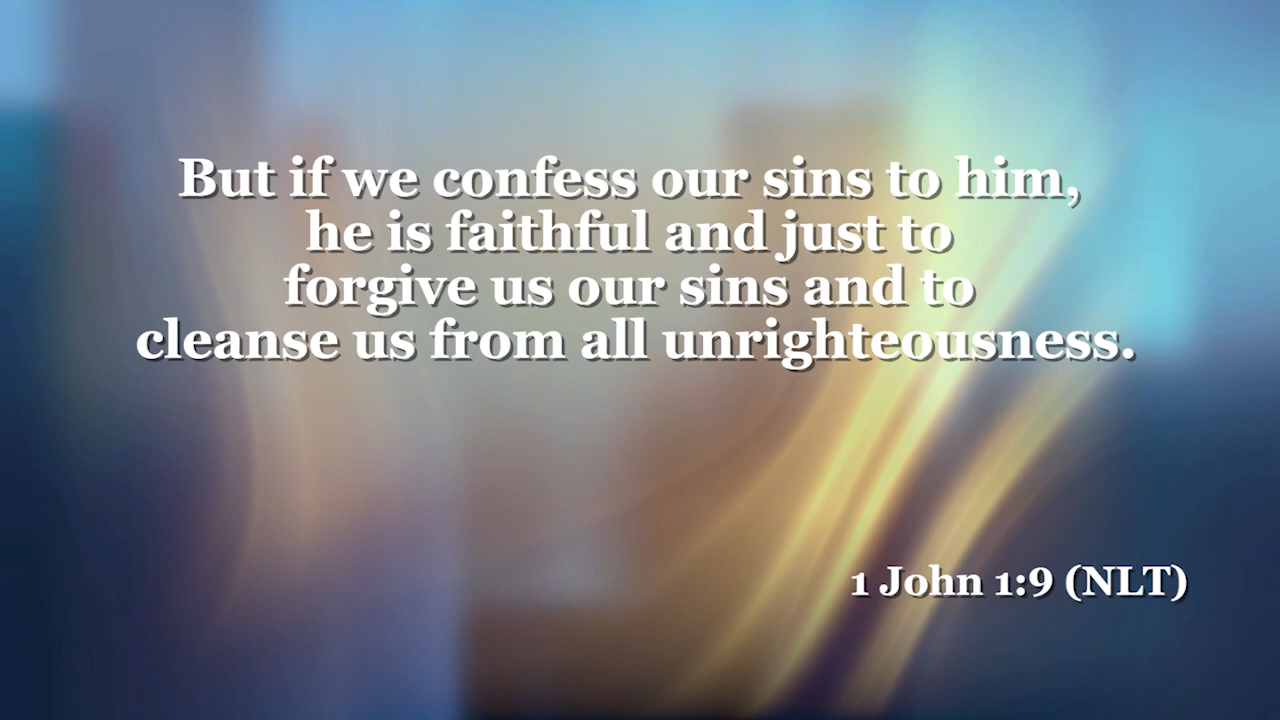 But if we confess our sins to him,
he is faithful and just to
forgive us our sins and to
cleanse us from all unrighteousness.
1 John 1:9 (NLT)